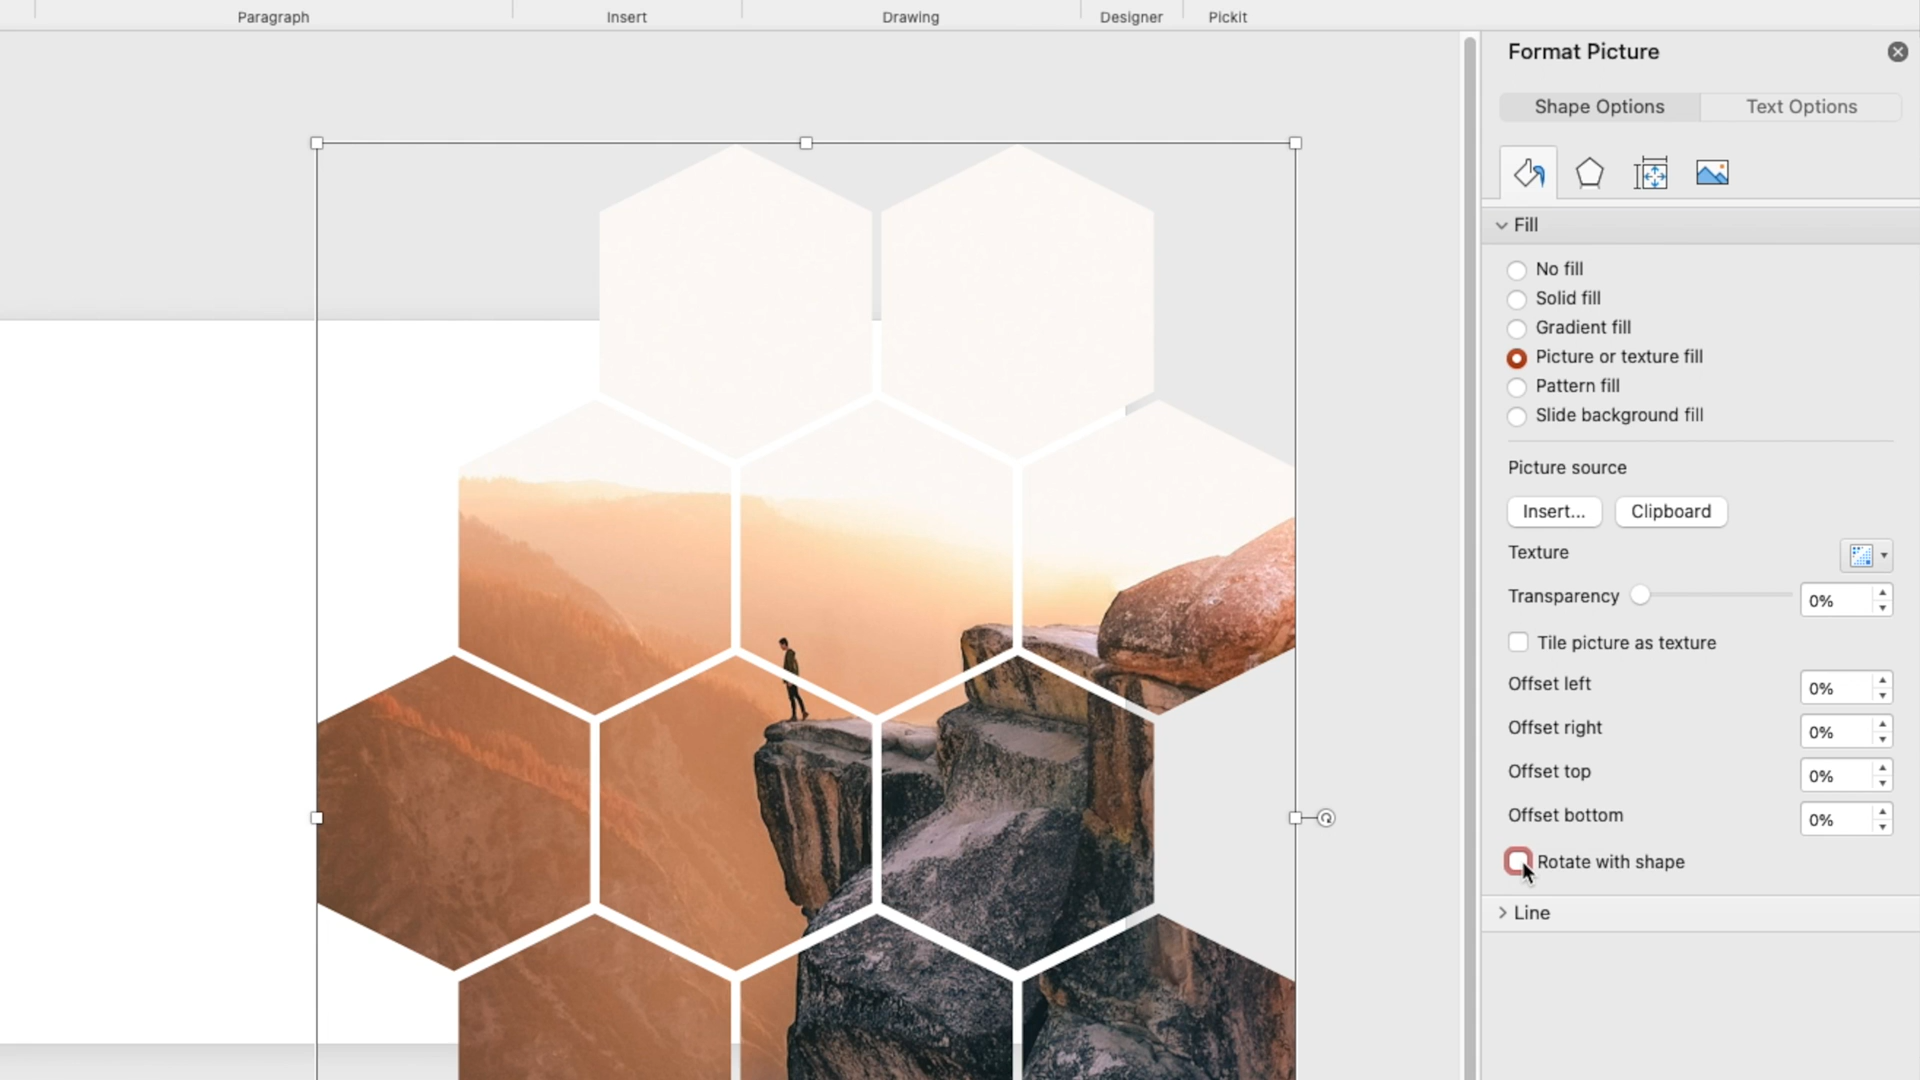 Paragraph Insert Drawing Designer Pickit
Format Picture
Shape Options Text Options
Fill
No fill
Solid fill
Gradient fill
Picture or texture fill
Pattern fill
Slide background fill
Picture source
Insert... Clipboard
Texture
Transparency 0%
Tile picture as texture
Offset left 0%
Offset right 0%
Offset top 0%
Offset bottom 0%
Rotate with shape
Line